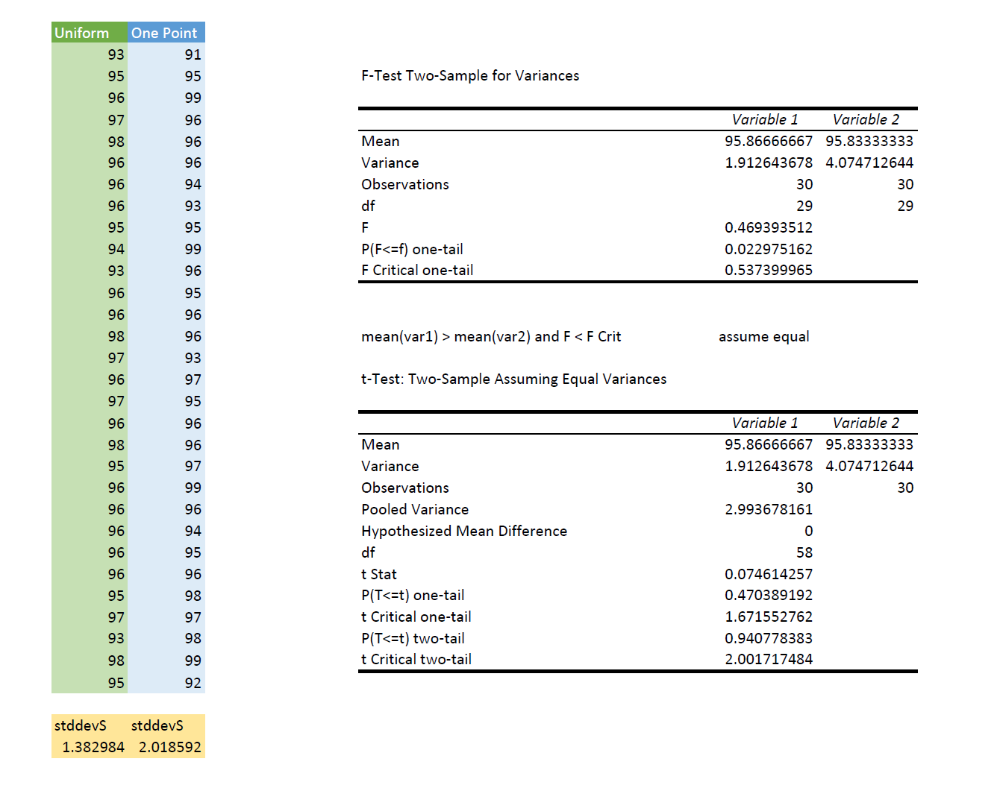 Uniform One Point
93 91
95 95
96 99
97 96
98 96
96 96
96 94
96 93
95 95
94 99
93 96
96 95
96 96
98 96
97 93
96 97
97 95
96 96
98 96
95 97
96 99
96 96
96 94
96 95
96 96
95 98
97 97
93 98
98 99
95 92
stddevS stddevS
1.382984 2.018592
F-Test Two-Sample for Variances
Variable 1 Variable 2
Mean 95.86666667 95.83333333
Variance 1.912643678 4.074712644
Observations 30 30
df 29 29
F 0.469393512
P(F<=f) one-tail 0.022975162
F Critical one-tail 0.537399965
mean(var1) > mean(var2) and F < F Crit assume equal
t-Test: Two-Sample Assuming Equal Variances
Variable 1 Variable 2
Mean 95.86666667 95.83333333
Variance 1.912643678 4.074712644
Observations 30 30
Pooled Variance 2.993678161
Hypothesized Mean Difference 0
df 58
t Stat 0.074614257
P(T<=t) one-tail 0.470389192
t Critical one-tail 1.671552762
P(T<=t) two-tail 0.940778383
t Critical two-tail 2.001717484